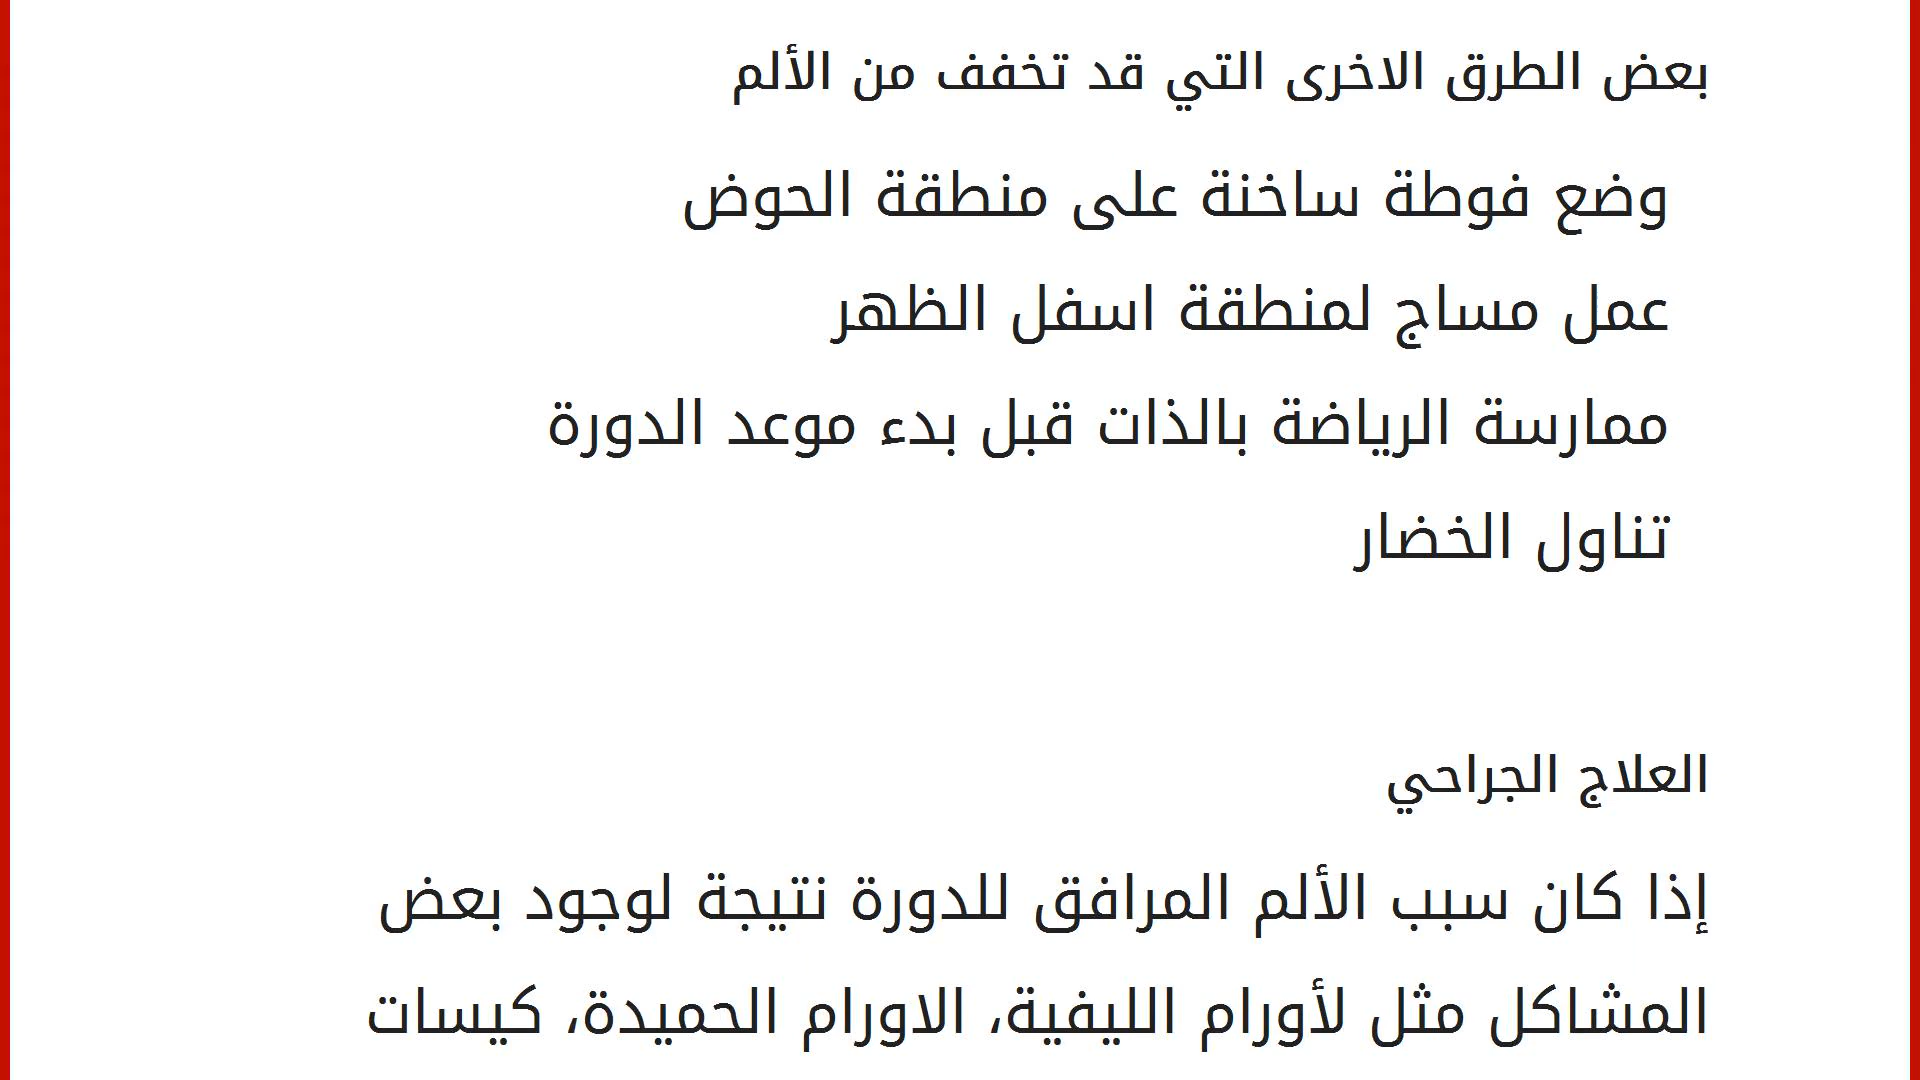 بعض الطرق الاخرى التي قد تخفف من الألم
وضع فوطة ساخنة على منطقة الحوض
عمل مساج لمنطقة اسفل الظهر
ممارسة الرياضة بالذات قبل بدء موعد الدورة
تناول الخضار
العلاج الجراحي
إذا كان سبب الألم المرافق للدورة نتيجة لوجود بعض
المشاكل مثل لأورام الليفية، الاورام الحميدة، كيسات